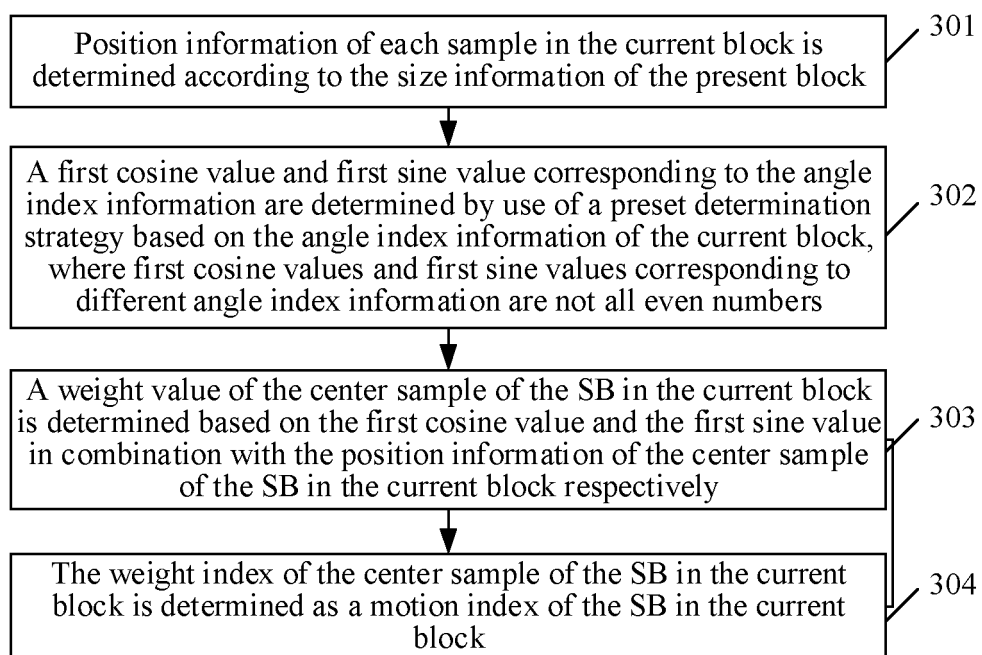 Position information of each sample in the current block is
determined according to the size information of the present block
301
A first cosine value and first sine value corresponding to the angle
index information are determined by use of a preset determination
strategy based on the angle index information of the current block,
where first cosine values and first sine values corresponding to
different angle index information are not all even numbers
302
A weight value of the center sample of the SB in the current block
is determined based on the first cosine value and the first sine value
in combination with the position information of the center sample
of the SB in the current block respectively
303
The weight index of the center sample of the SB in the current
block is determined as a motion index of the SB in the current
block
304